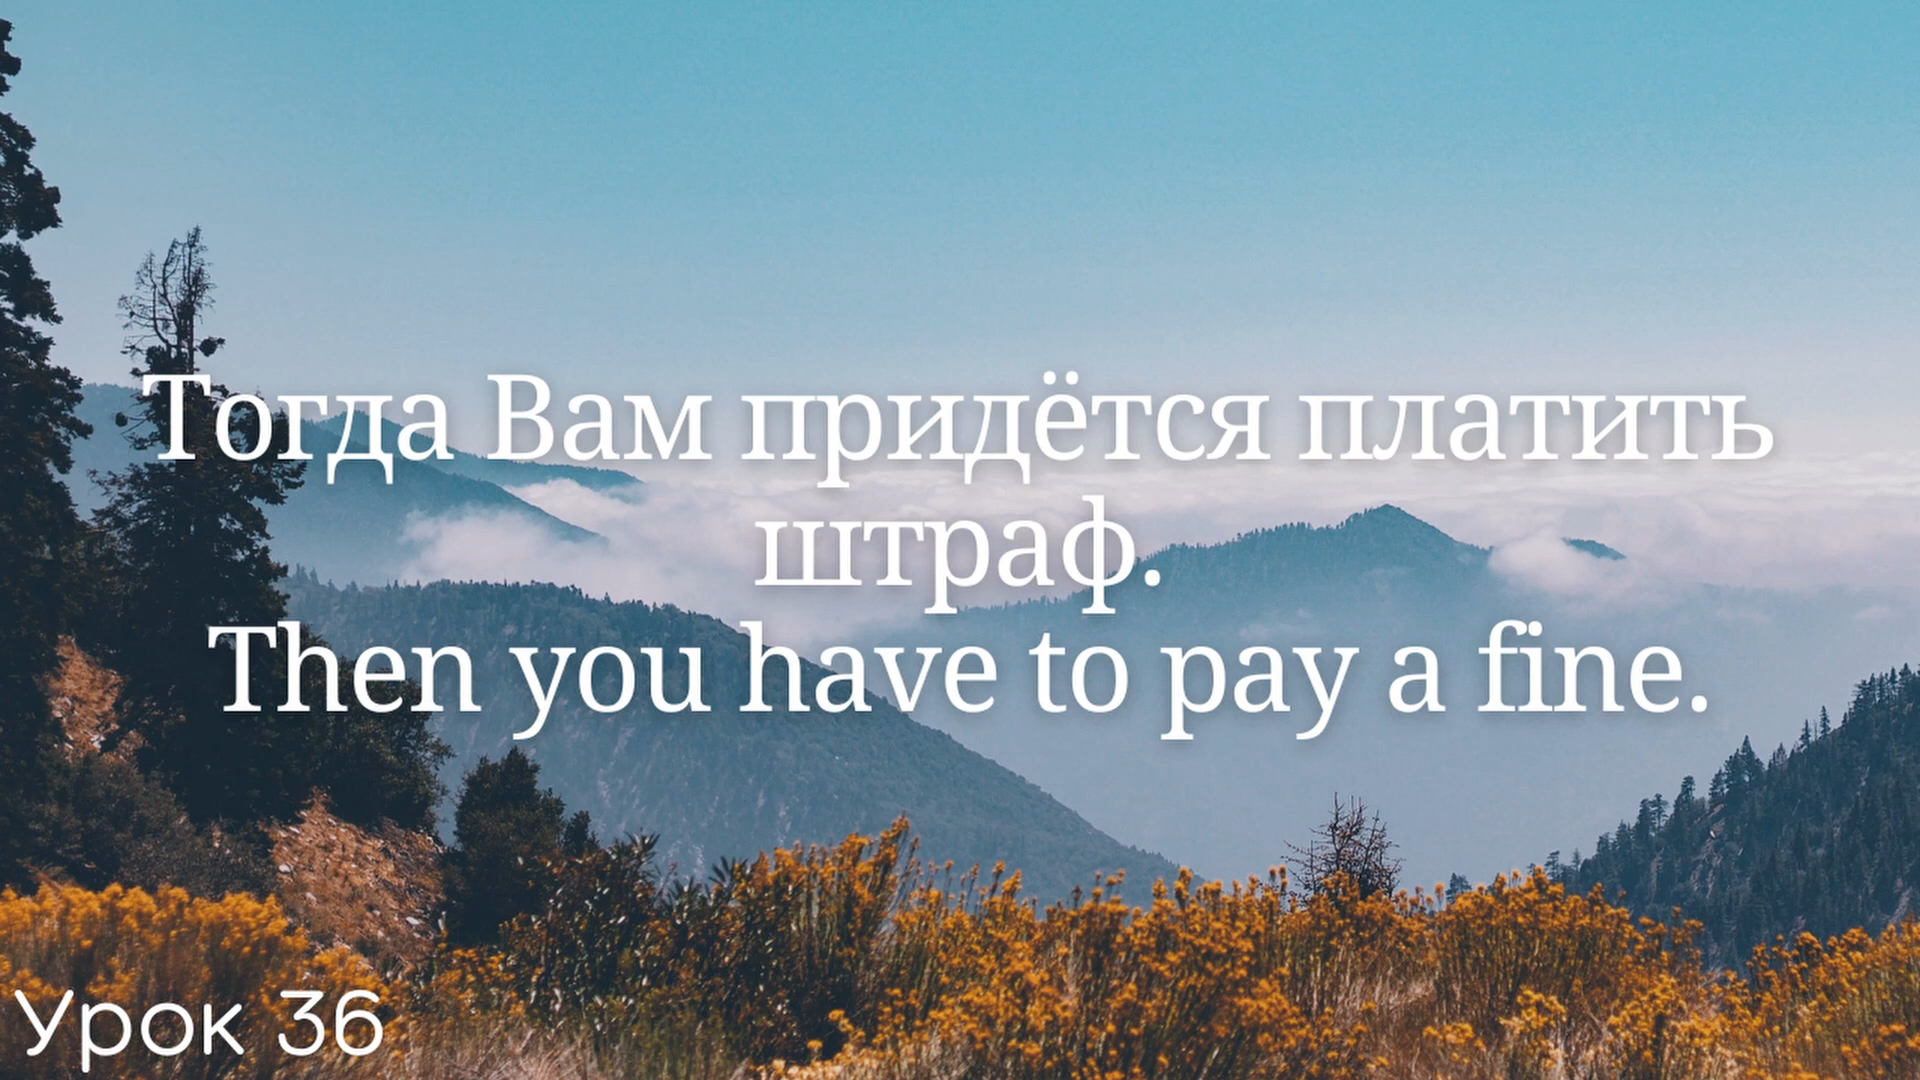 Тогда Вам придётся платить
штраф.
Then you have to pay a fine.
Урок 36